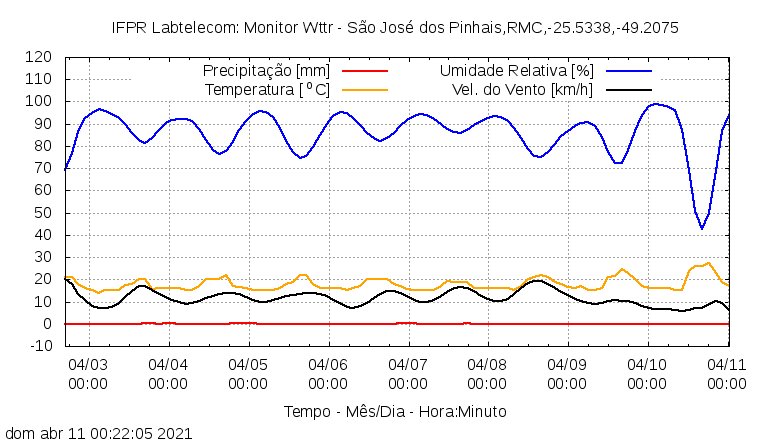 IFPR Labtelecom: Monitor Wttr - São José dos Pinhais,RMC,-25.5338,-49.2075
Precipitação [mm]
Temperatura [⁰C]
Umidade Relativa [%]
Vel. do Vento [km/h]
120
110
100
90
80
70
60
50
40
30
20
10
0
-10
04/03 04/04 04/05 04/06 04/07 04/08 04/09 04/10 04/11
00:00 00:00 00:00 00:00 00:00 00:00 00:00 00:00 00:00
Tempo - Mês/Dia - Hora:Minuto
dom abr 11 00:22:05 2021